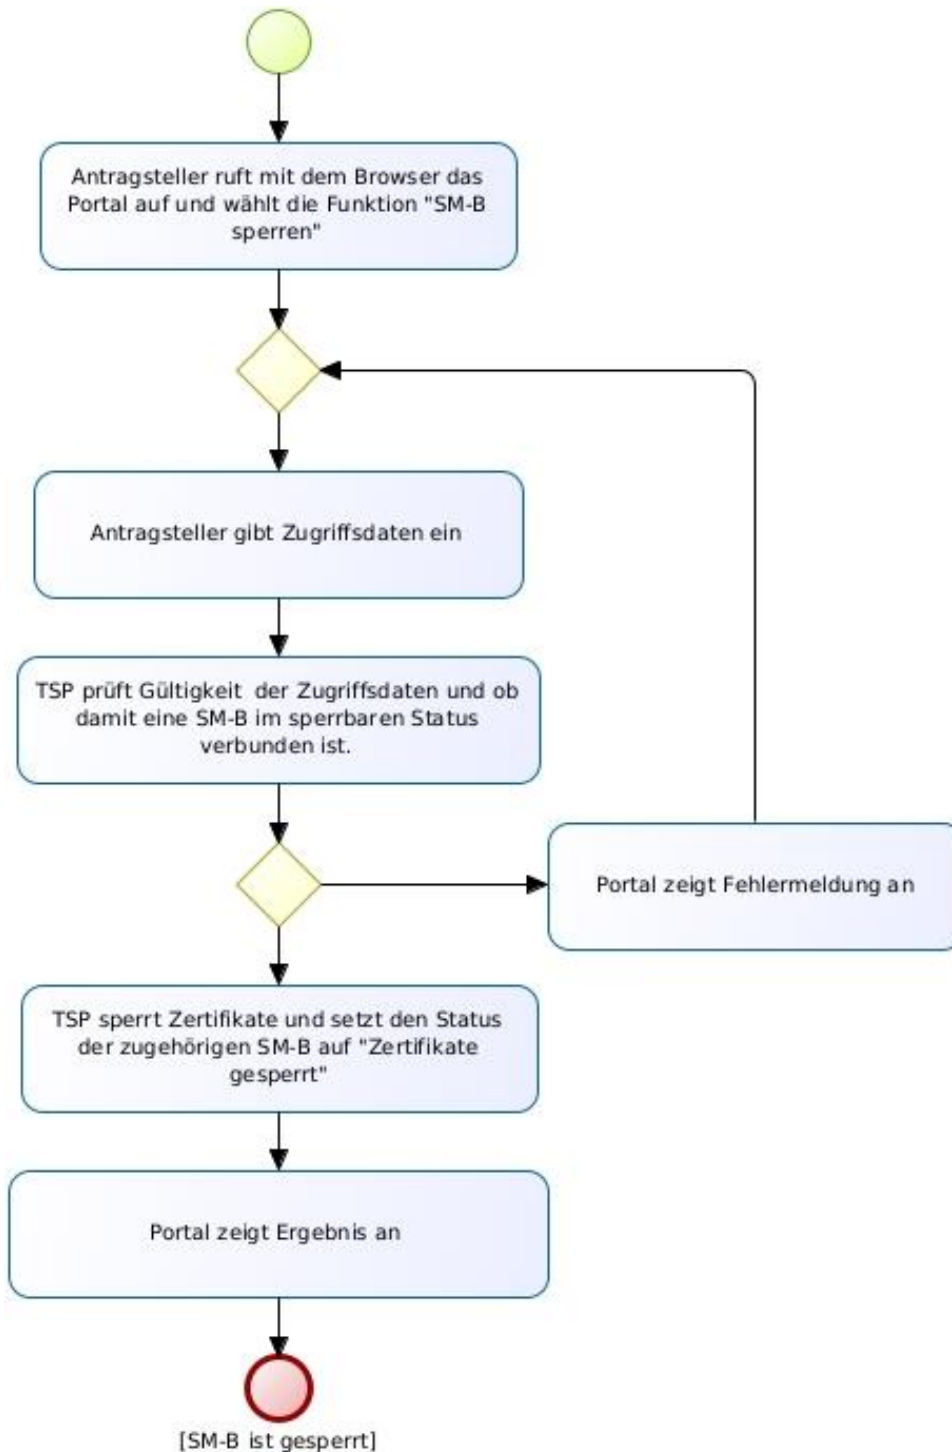 Antragsteller ruft mit dem Browser das
Portal auf und wählt die Funktion "SM-B
sperren"
Antragsteller gibt Zugriffsdaten ein
TSP prüft Gültigkeit der Zugriffsdaten und ob
damit eine SM-B im sperrbaren Status
verbunden ist.
Portal zeigt Fehlermeldung an
TSP sperrt Zertifikate und setzt den Status
der zugehörigen SM-B auf "Zertifikate
gesperrt"
Portal zeigt Ergebnis an
[SM-B ist gesperrt]